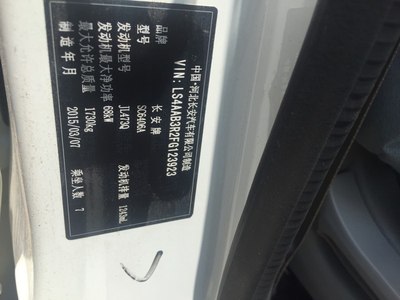 中国·河北长安汽车有限公司制造
VIN: LS4AAB3R2FG123923
品牌 长安牌
型号 SC6406A
发动机型号 JL473Q 发动机排量 1243mL
发动机最大净功率 68kW
最大允许总质量 1730kg
制造年月 2015/03/07 乘坐人数 7